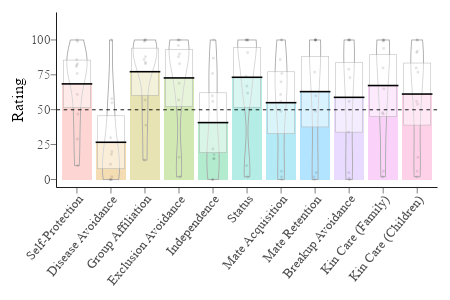 Rating
100
75
50
25
0
Self-Protection
Disease Avoidance
Group Affiliation
Exclusion Avoidance
Independence
Status
Mate Acquisition
Mate Retention
Breakup Avoidance
Kin Care (Family)
Kin Care (Children)